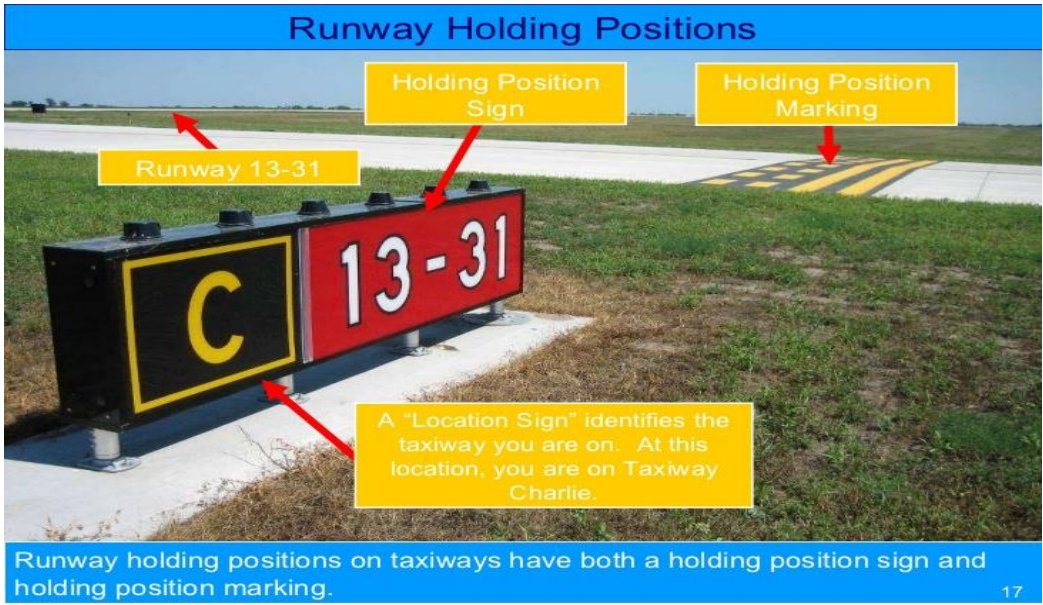 Runway Holding Positions
Holding Position
Sign
Holding Position
Marking
Runway 13-31
C 13-31
A “Location Sign” identifies the
taxiway you are on. At this
location, you are on Taxiway
Charlie.
Runway holding positions on taxiways have both a holding position sign and
holding position marking.
17